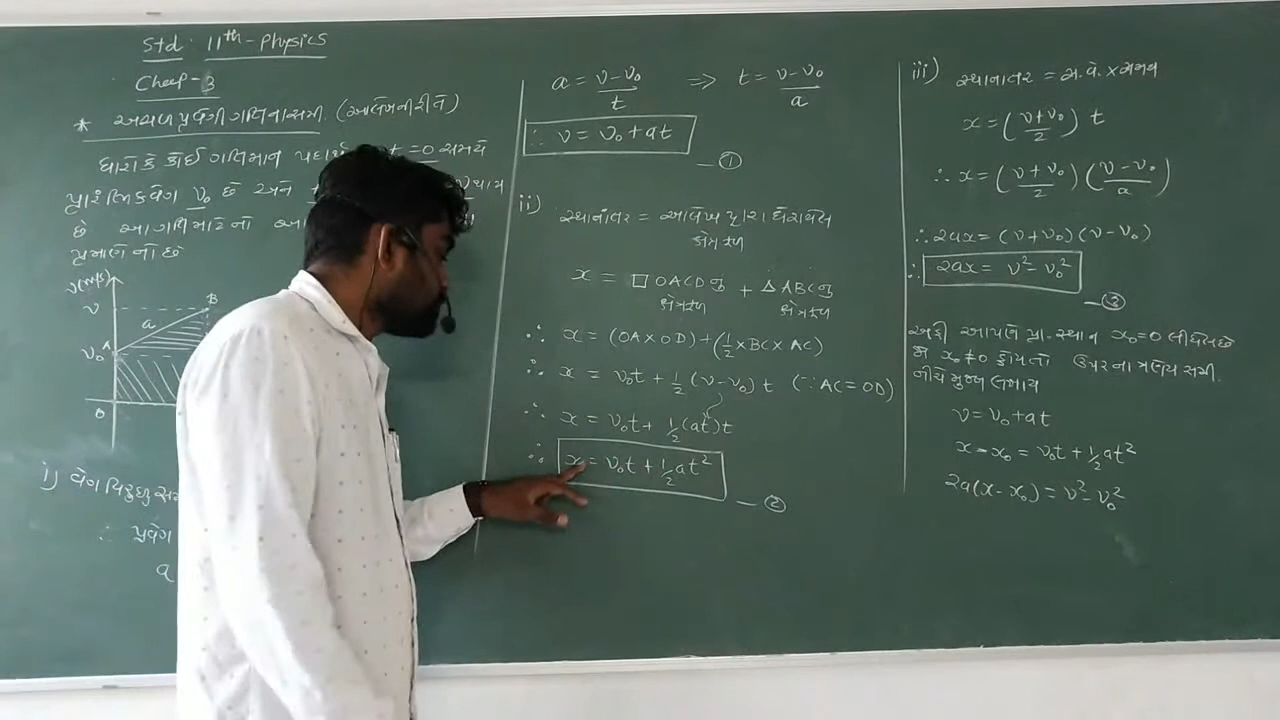 Std. 11th - Physics
Chap - 3
* અચળ પ્રવેગી ગતિના સમી. (આલેખની રીતે)
ધારો કે કોઈ ગતિમાન પદાર્થ t = 0 સમયે
પ્રારંભિક વેગ v₀ છે અને થાય
છે આ ગતિ માટેનો આ
પ્રમાણેનો છે
v(m/s)
v
B
a
v₀
A
0
i) વેગ વિરુદ્ધ સમ
∴ પ્રવેગ
a
a = v-v₀/t => t = v-v₀/a
∴ v = v₀ + at
— ①
ii) સ્થાનાંતર = આલેખ દ્વારા ઘેરાયેલ
ક્ષેત્રફળ
x = □ OACD નુ + Δ ABC નુ
ક્ષેત્રફળ ક્ષેત્રફળ
∴ x = (OA × OD) + (1/2 × BC × AC)
∴ x = v₀t + 1/2 (v-v₀) t (∵ AC = OD)
∴ x = v₀t + 1/2 (at)t
∴ x = v₀t + 1/2 at²
— ②
iii) સ્થાનાંતર = સ.વે. × સમય
x = (v+v₀/2) t
∴ x = (v+v₀/2) (v-v₀/a)
∴ 2ax = (v+v₀) (v-v₀)
∴ 2ax = v² - v₀²
— ③
અહી આપણે પ્રા. સ્થાન x₀ = 0 લીધેલ છે
જો x₀ ≠ 0 હોય તો ઉપરના ત્રણેય સમી.
નીચે મુજબ લખાય
v = v₀ + at
x - x₀ = v₀t + 1/2 at²
2a(x - x₀) = v² - v₀²